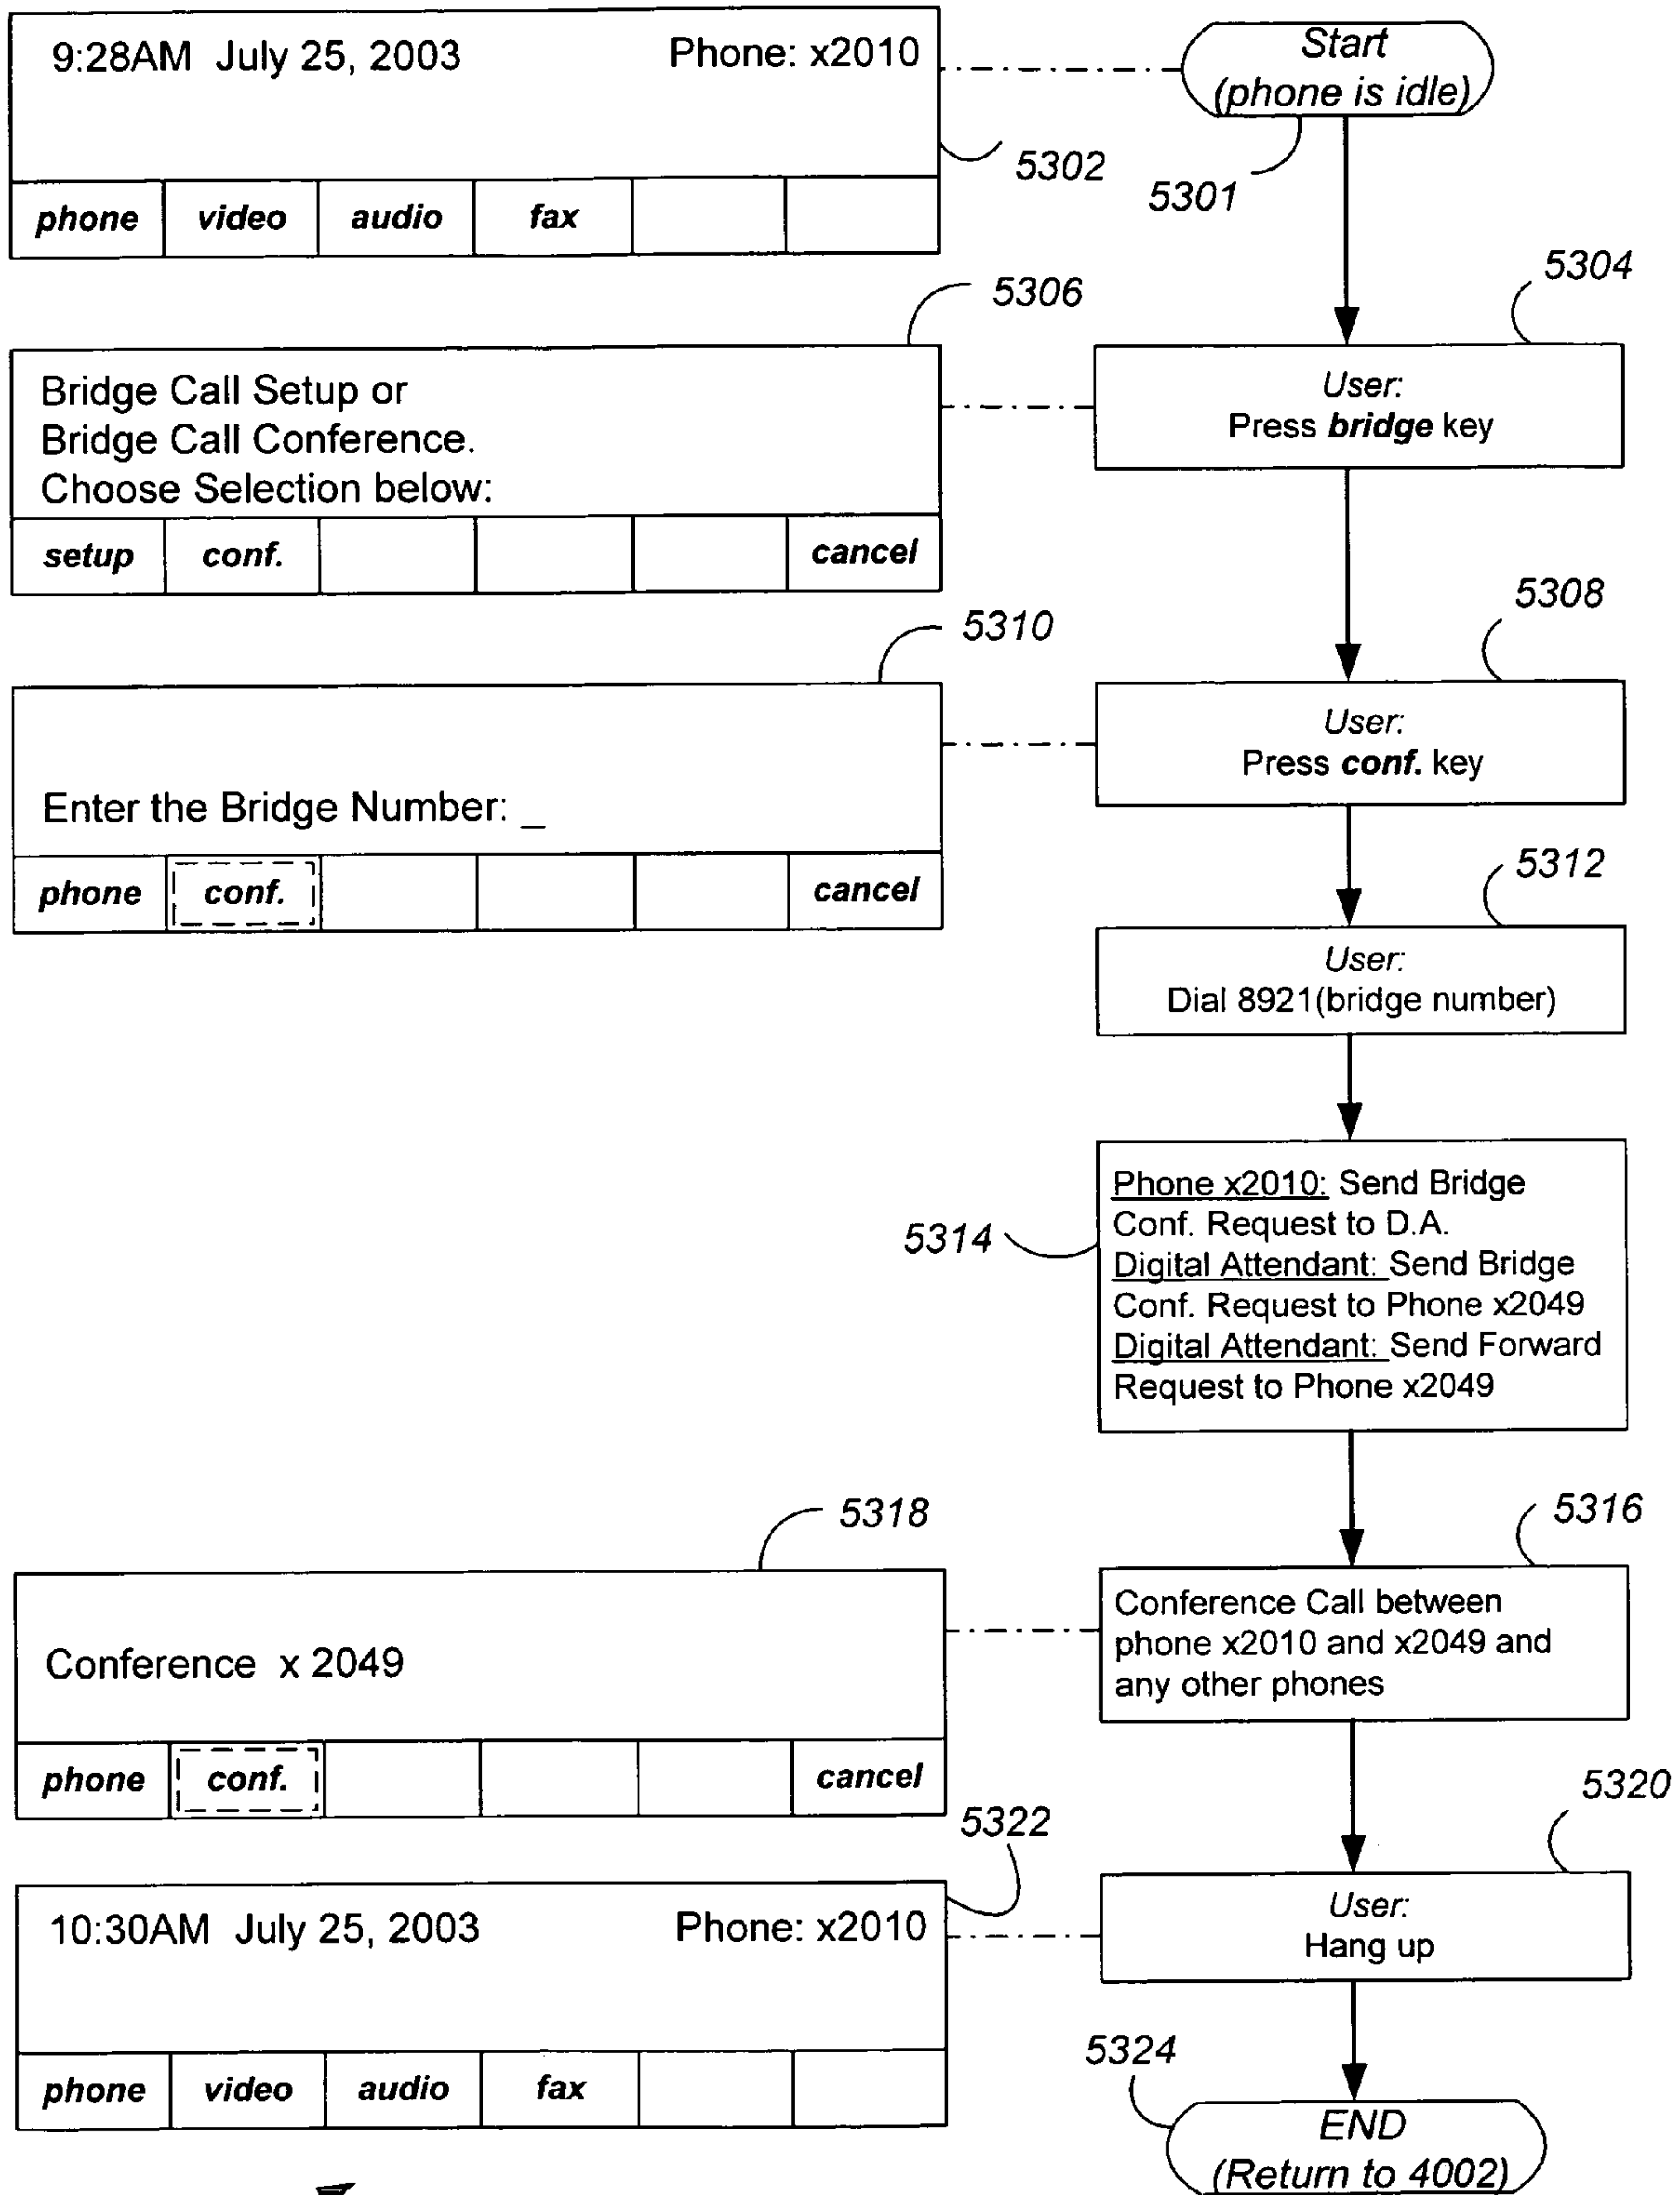 9:28AM July 25, 2003 Phone: x2010
phone video audio fax
5302
Start
(phone is idle)
5301
5306
Bridge Call Setup or
Bridge Call Conference.
Choose Selection below:
setup conf. cancel
5304
User:
Press bridge key
5310
Enter the Bridge Number: _
phone conf. cancel
5308
User:
Press conf. key
5312
User:
Dial 8921(bridge number)
5314
Phone x2010: Send Bridge
Conf. Request to D.A.
Digital Attendant: Send Bridge
Conf. Request to Phone x2049
Digital Attendant: Send Forward
Request to Phone x2049
5318
Conference x 2049
phone conf. cancel
5316
Conference Call between
phone x2010 and x2049 and
any other phones
5322
10:30AM July 25, 2003 Phone: x2010
phone video audio fax
5320
User:
Hang up
5324
END
(Return to 4002)